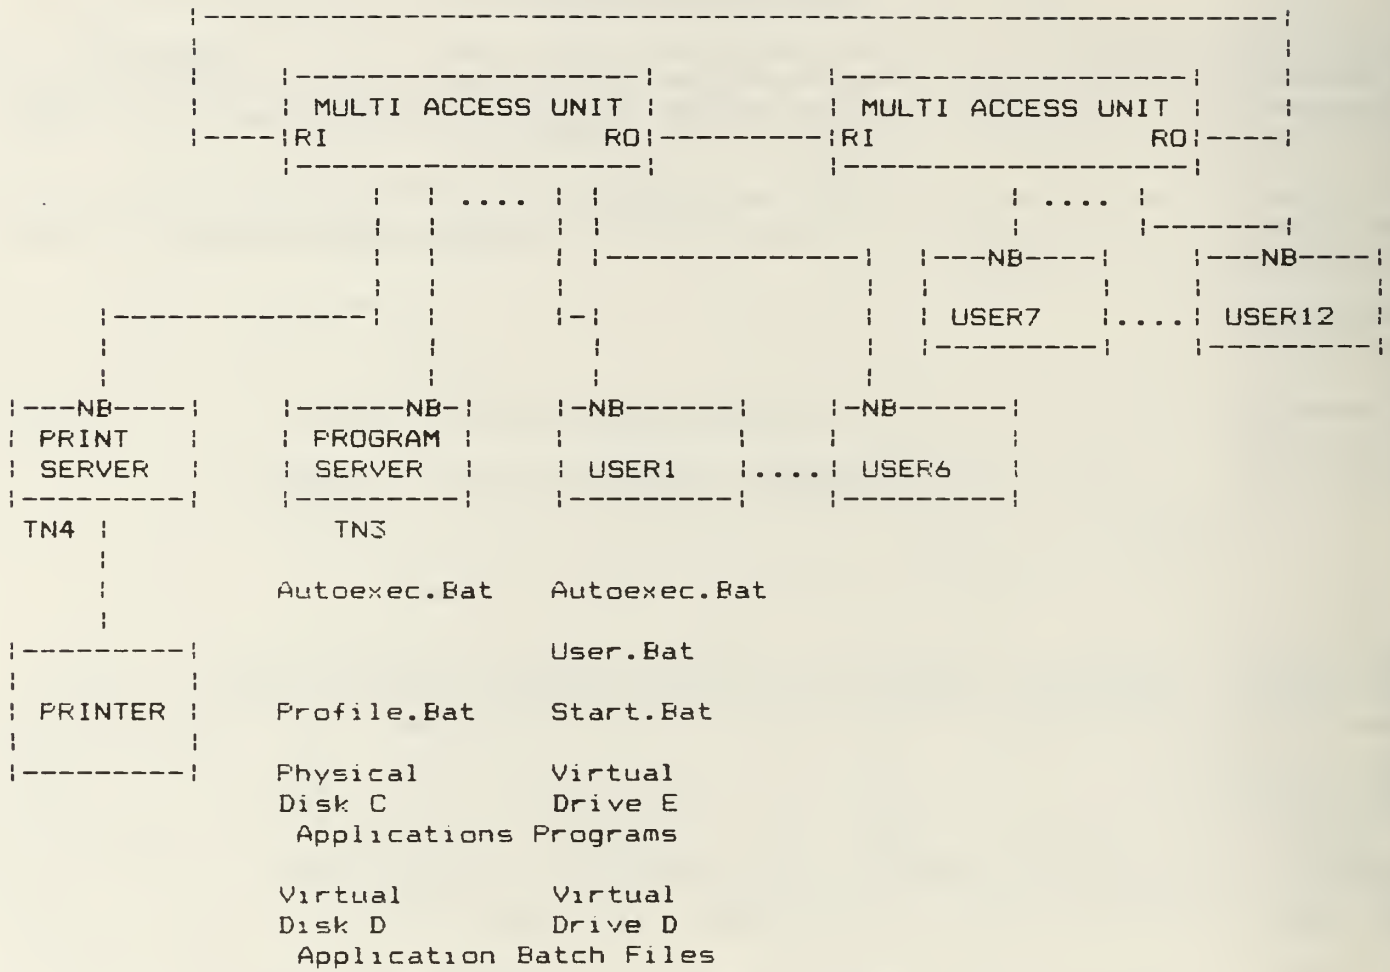 MULTI ACCESS UNIT MULTI ACCESS UNIT
RI RO RI RO
.... ....
NB NB
USER7 .... USER12
NB NB NB NB
PRINT PROGRAM
SERVER SERVER USER1 .... USER6
TN4 TN3
Autoexec.Bat Autoexec.Bat
User.Bat
PRINTER Profile.Bat Start.Bat
Physical Virtual
Disk C Drive E
Applications Programs
Virtual Virtual
Disk D Drive D
Application Batch Files